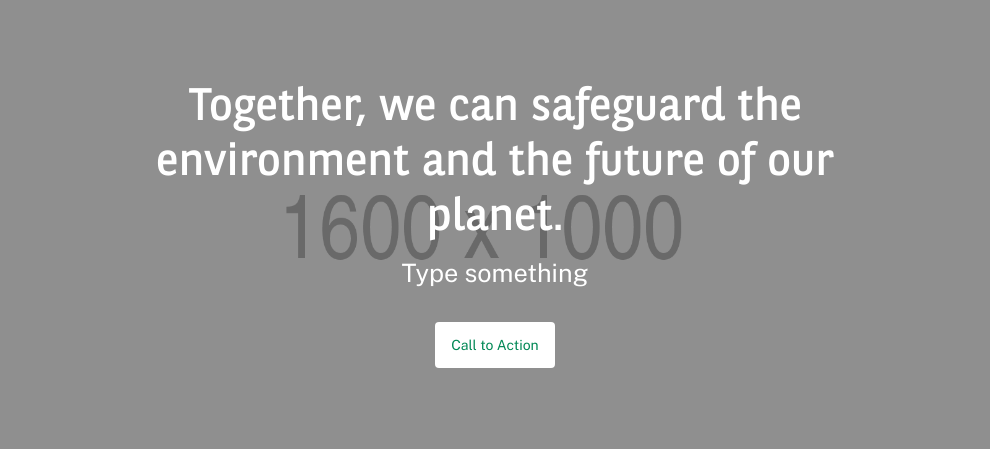 Together, we can safeguard the
environment and the future of our
planet.
1600 x 1000
Type something
Call to Action